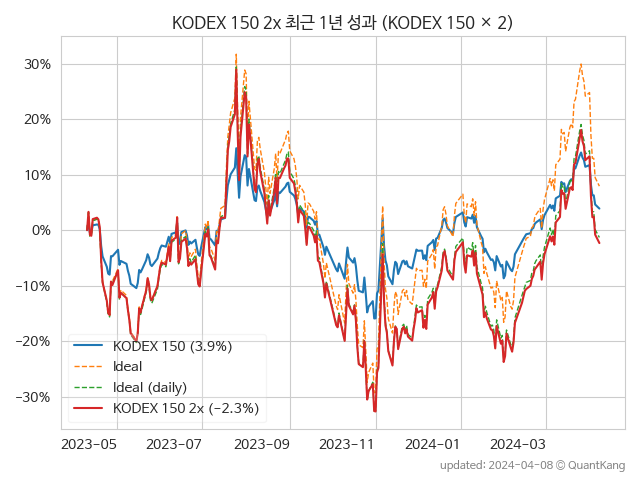 KODEX 150 2x 최근 1년 성과 (KODEX 150 × 2)
30%
20%
10%
0%
−10%
−20%
−30%
KODEX 150 (3.9%)
Ideal
Ideal (daily)
KODEX 150 2x (−2.3%)
2023-05 2023-07 2023-09 2023-11 2024-01 2024-03
updated: 2024-04-08 © QuantKang